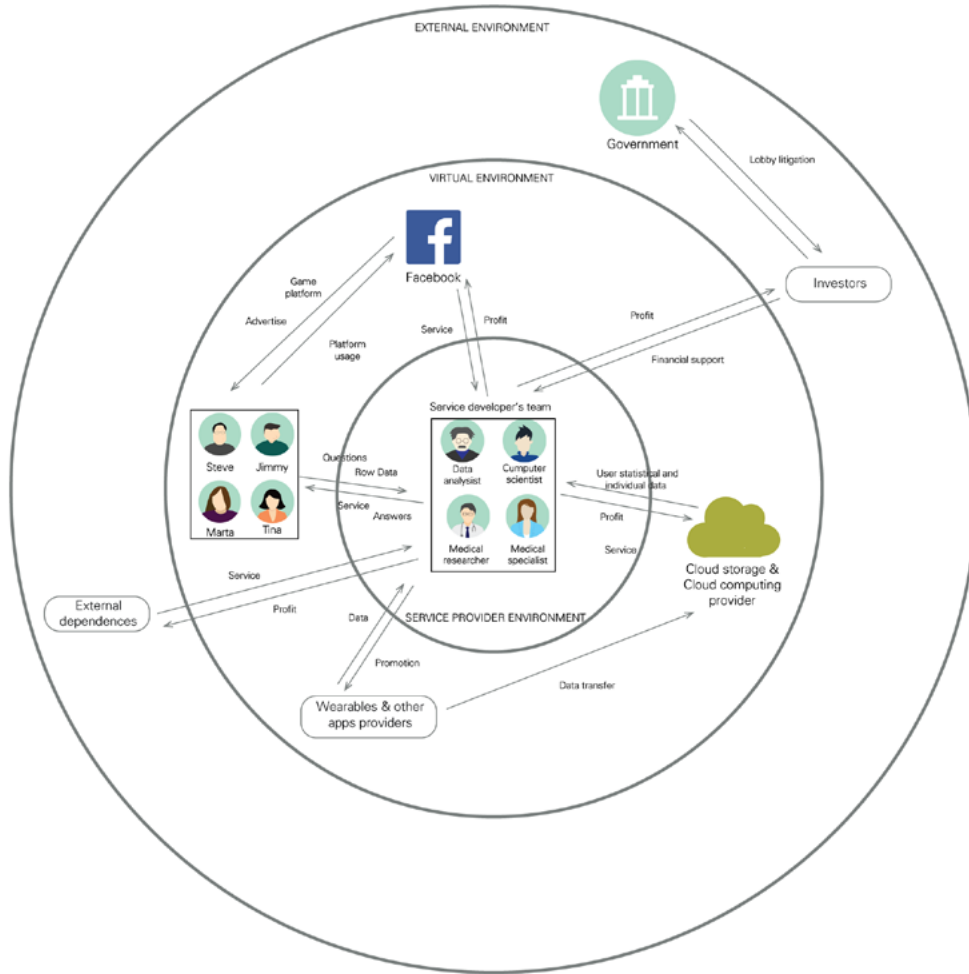 EXTERNAL ENVIRONMENT
Government
Lobby litigation
VIRTUAL ENVIRONMENT
Facebook
Investors
Game
platform
Advertise
Platform
usage
Service
Profit
Profit
Financial support
Service developer's team
Steve
Jimmy
Marta
Tina
Questions
Row Data
Service
Answers
Data
analysist
Cumputer
scientist
Medical
researcher
Medical
specialist
User statistical and
individual data
Profit
Service
Cloud storage &
Cloud computing
provider
Service
Profit
External
dependences
Data
SERVICE PROVIDER ENVIRONMENT
Promotion
Data transfer
Wearables & other
apps providers